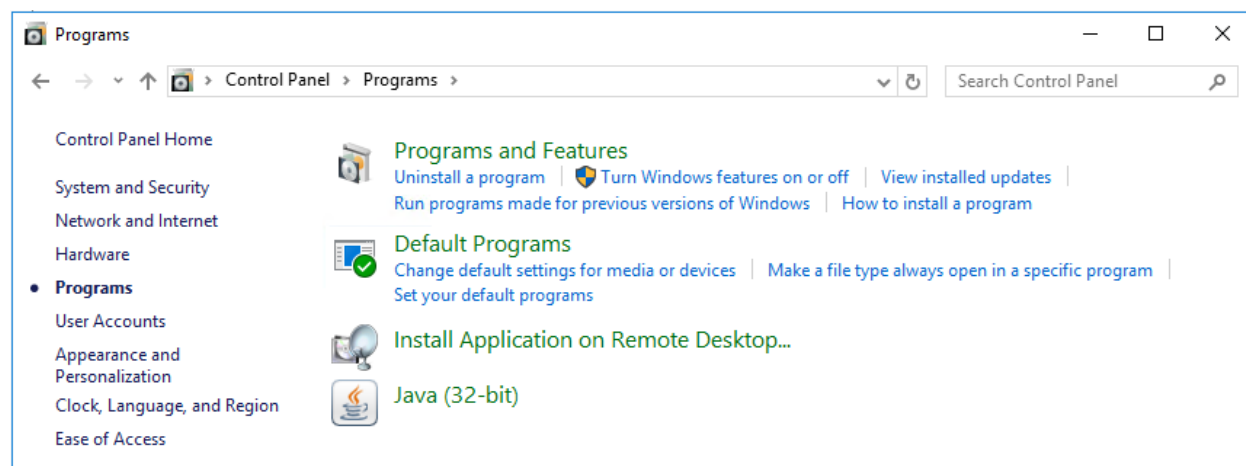 Programs
Control Panel > Programs >
Search Control Panel
Control Panel Home
System and Security
Network and Internet
Hardware
Programs
User Accounts
Appearance and
Personalization
Clock, Language, and Region
Ease of Access
Programs and Features
Uninstall a program | Turn Windows features on or off | View installed updates |
Run programs made for previous versions of Windows | How to install a program
Default Programs
Change default settings for media or devices | Make a file type always open in a specific program |
Set your default programs
Install Application on Remote Desktop...
Java (32-bit)